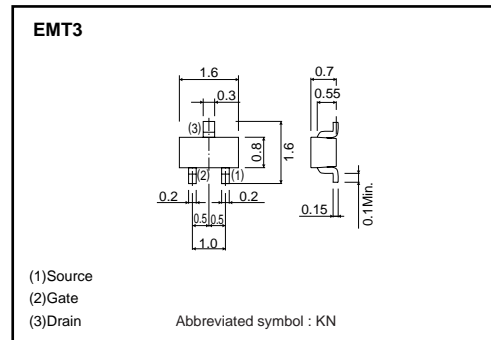 EMT3
1.6
0.7
0.3
0.55
(3)
0.8
1.6
(2)
(1)
0.2
0.2
0.5
0.5
1.0
0.15
0.1Min.
(1)Source
(2)Gate
(3)Drain
Abbreviated symbol : KN